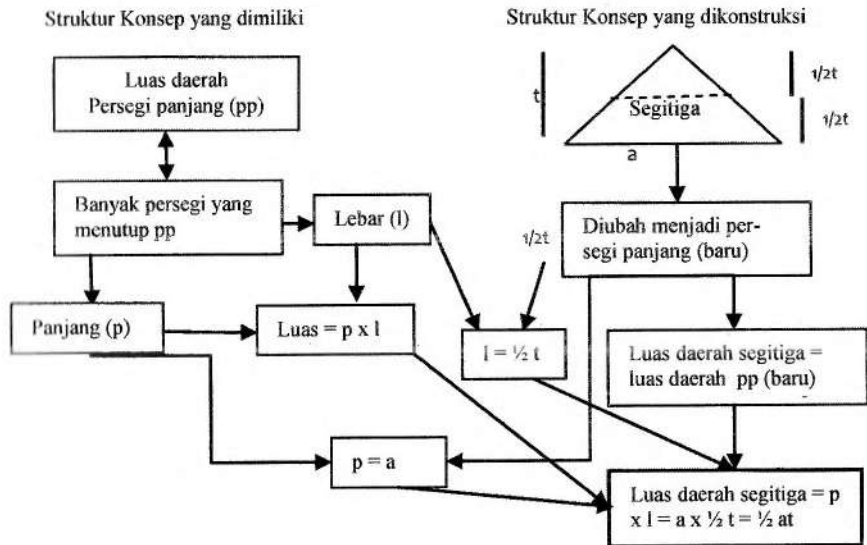 Struktur Konsep yang dimiliki
Struktur Konsep yang dikonstruksi
Luas daerah
Persegi panjang (pp)
t
Segitiga
1/2t
1/2t
a
Banyak persegi yang
menutup pp
Lebar (l)
1/2t
Diubah menjadi per-
segi panjang (baru)
Panjang (p)
Luas = p x l
l = ½ t
Luas daerah segitiga =
luas daerah pp (baru)
p = a
Luas daerah segitiga = p
x l = a x ½ t = ½ at